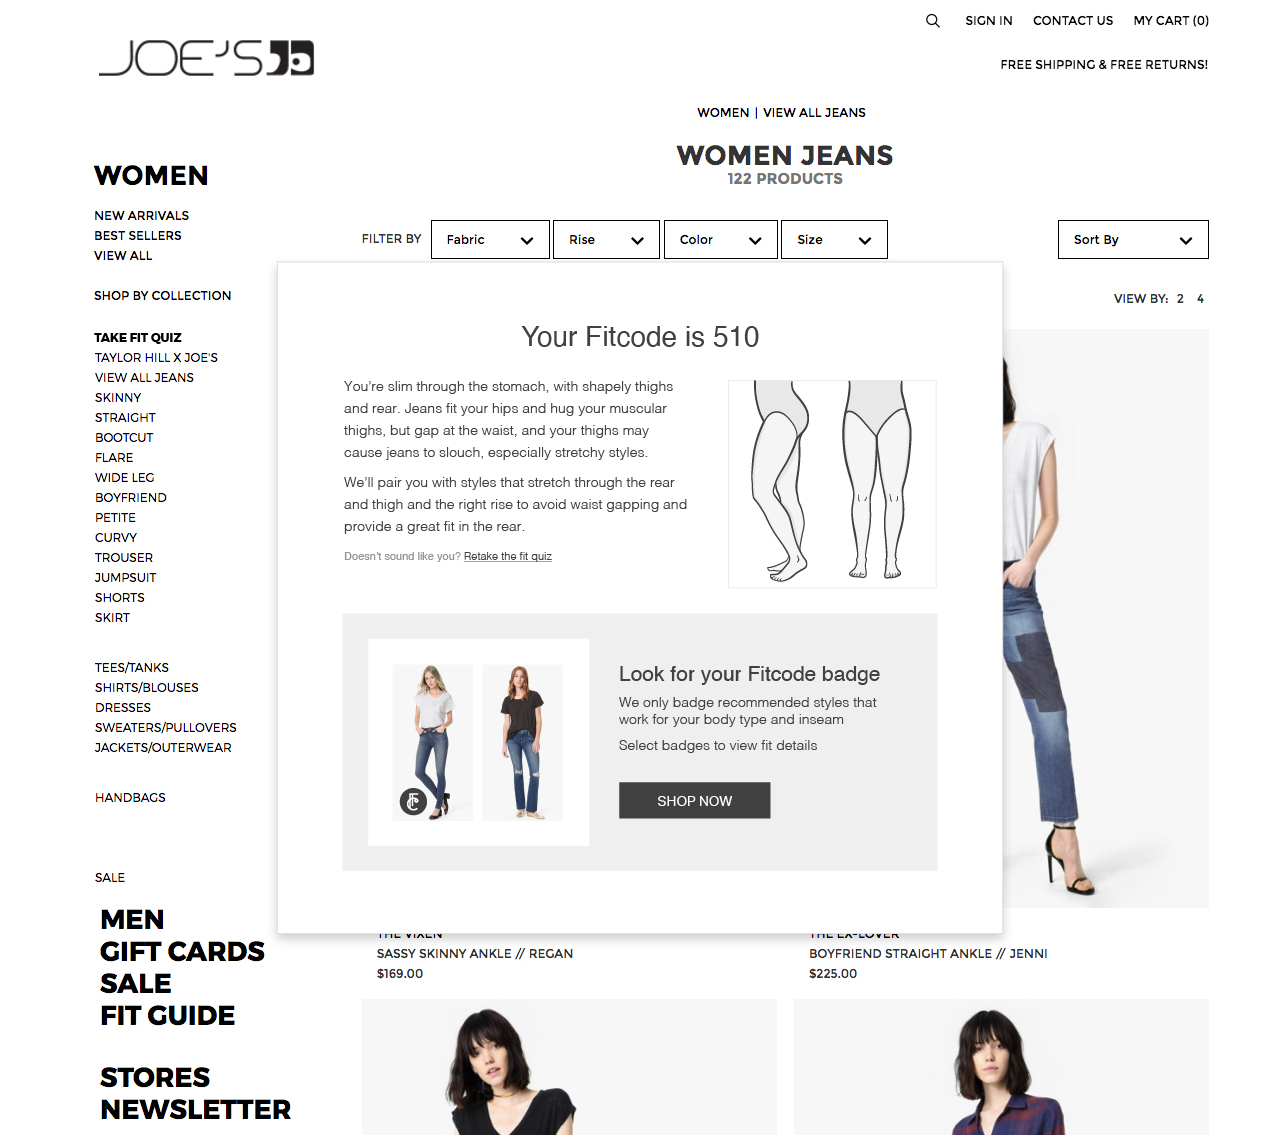 SIGN IN CONTACT US MY CART (0)
JOE'S
FREE SHIPPING & FREE RETURNS!
WOMEN | VIEW ALL JEANS
WOMEN JEANS
122 PRODUCTS
WOMEN
NEW ARRIVALS
BEST SELLERS
VIEW ALL
SHOP BY COLLECTION
TAKE FIT QUIZ
TAYLOR HILL X JOE'S
VIEW ALL JEANS
SKINNY
STRAIGHT
BOOTCUT
FLARE
WIDE LEG
BOYFRIEND
PETITE
CURVY
TROUSER
JUMPSUIT
SHORTS
SKIRT
TEES/TANKS
SHIRTS/BLOUSES
DRESSES
SWEATERS/PULLOVERS
JACKETS/OUTERWEAR
HANDBAGS
SALE
MEN
GIFT CARDS
SALE
FIT GUIDE
STORES
NEWSLETTER
FILTER BY Fabric Rise Color Size Sort By
VIEW BY: 2 4
Your Fitcode is 510
You’re slim through the stomach, with shapely thighs
and rear. Jeans fit your hips and hug your muscular
thighs, but gap at the waist, and your thighs may
cause jeans to slouch, especially stretchy styles.
We’ll pair you with styles that stretch through the rear
and thigh and the right rise to avoid waist gapping and
provide a great fit in the rear.
Doesn’t sound like you? Retake the fit quiz
Look for your Fitcode badge
We only badge recommended styles that
work for your body type and inseam
Select badges to view fit details
SHOP NOW
THE VIXEN
SASSY SKINNY ANKLE // REGAN
$169.00
THE EX-LOVER
BOYFRIEND STRAIGHT ANKLE // JENNI
$225.00